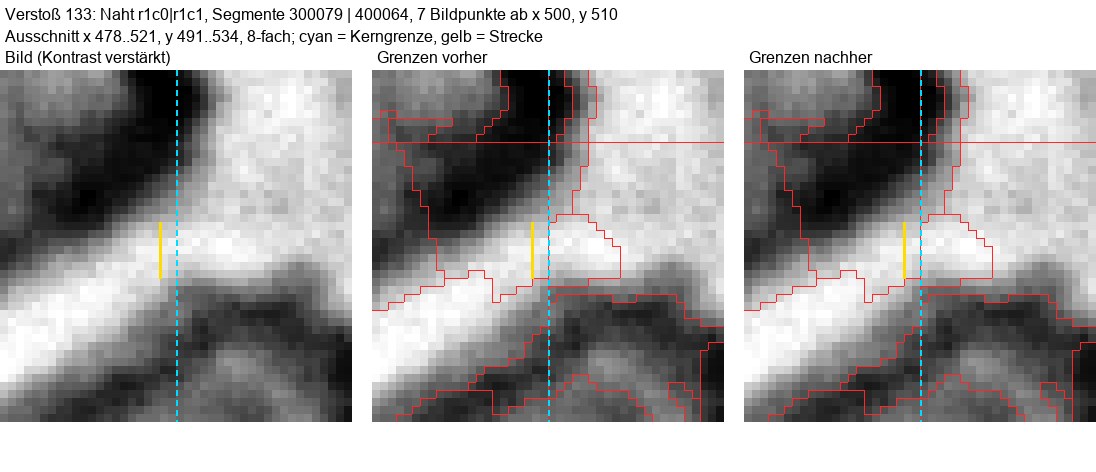 Verstoß 133: Naht r1c0|r1c1, Segmente 300079 | 400064, 7 Bildpunkte ab x 500, y 510
Ausschnitt x 478..521, y 491..534, 8-fach; cyan = Kerngrenze, gelb = Strecke
Bild (Kontrast verstärkt) Grenzen vorher Grenzen nachher